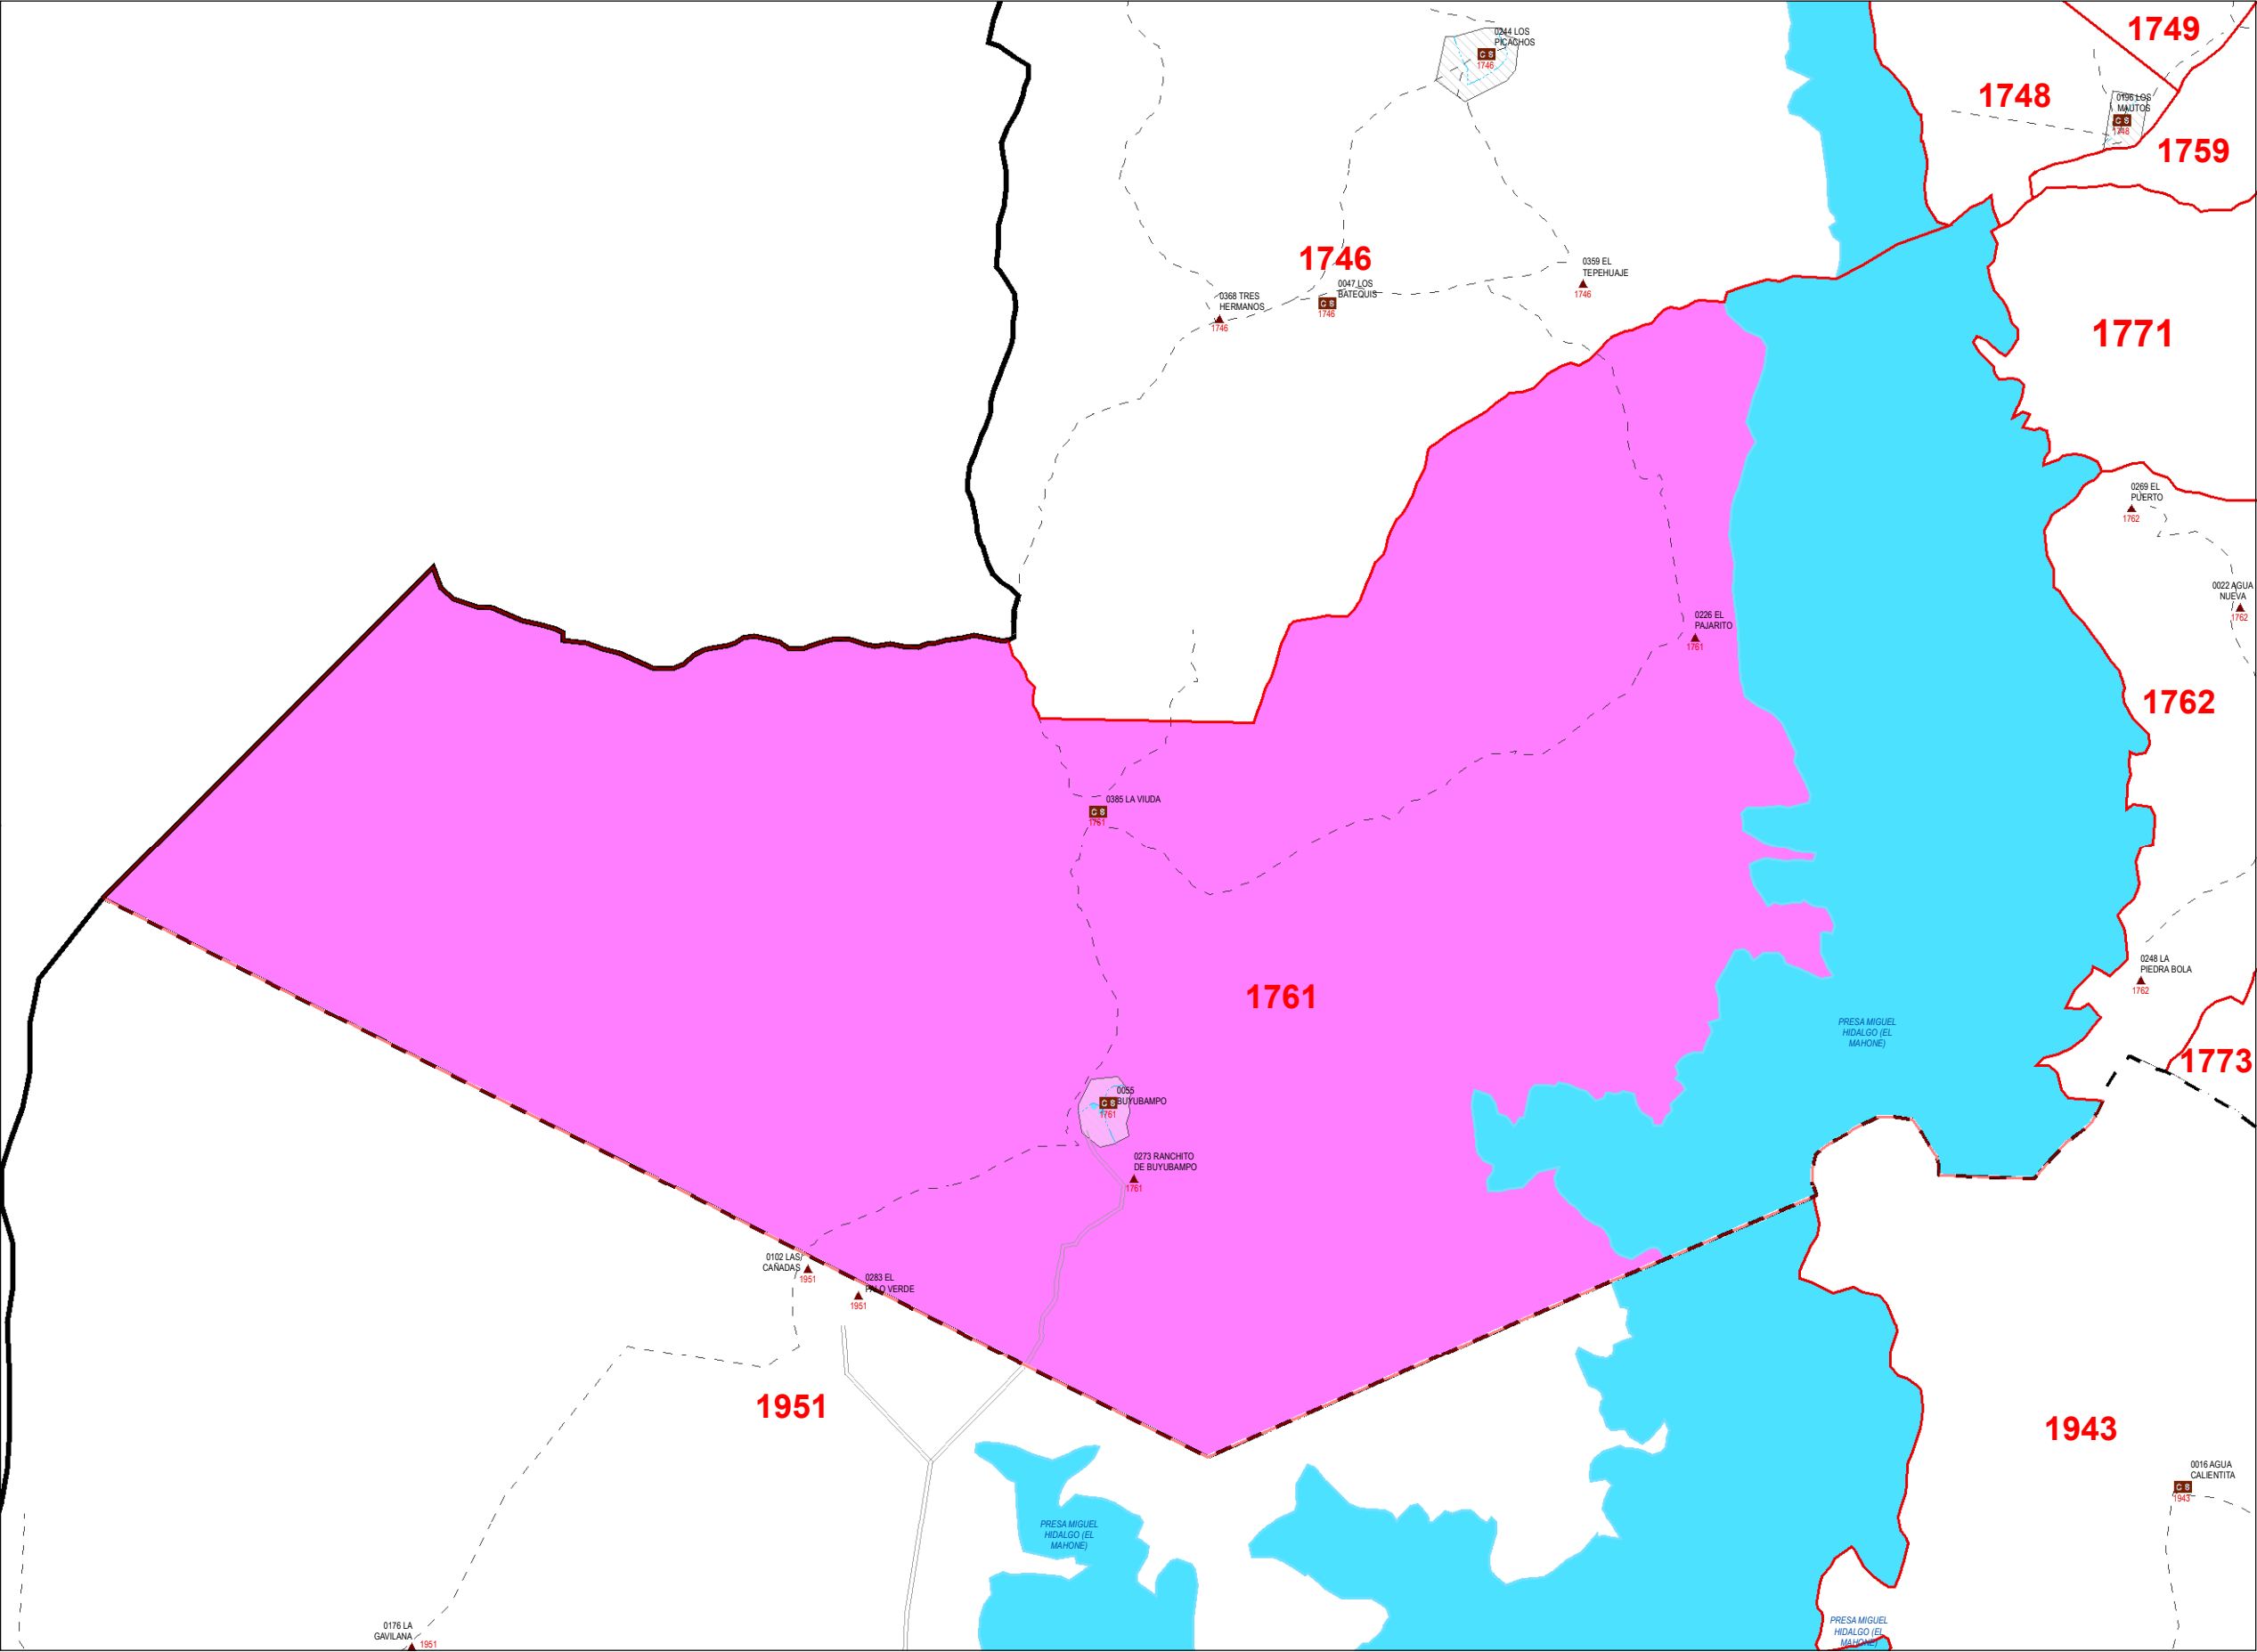 1749
0244 LOS
PICACHOS
C S
1746
1748
0196 LOS
MAUTOS
C S
1748
1759
1746
0359 EL
TEPEHUAJE
1746
0368 TRES
HERMANOS
1746
0047 LOS
BATEQUIS
C S
1746
1771
0269 EL
PUERTO
1762
0022 AGUA
NUEVA
1762
0226 EL
PAJARITO
1761
1762
0385 LA VIUDA
C S
1761
1761
0248 LA
PIEDRA BOLA
1762
PRESA MIGUEL
HIDALGO (EL
MAHONE)
1773
0055
BUYUBAMPO
C S
1761
0273 RANCHITO
DE BUYUBAMPO
1761
0102 LAS
CAÑADAS
1951
0283 EL
PALO VERDE
1951
1951
1943
0016 AGUA
CALIENTITA
C S
1943
PRESA MIGUEL
HIDALGO (EL
MAHONE)
0176 LA
GAVILANA
1951
PRESA MIGUEL
HIDALGO (EL
MAHONE)